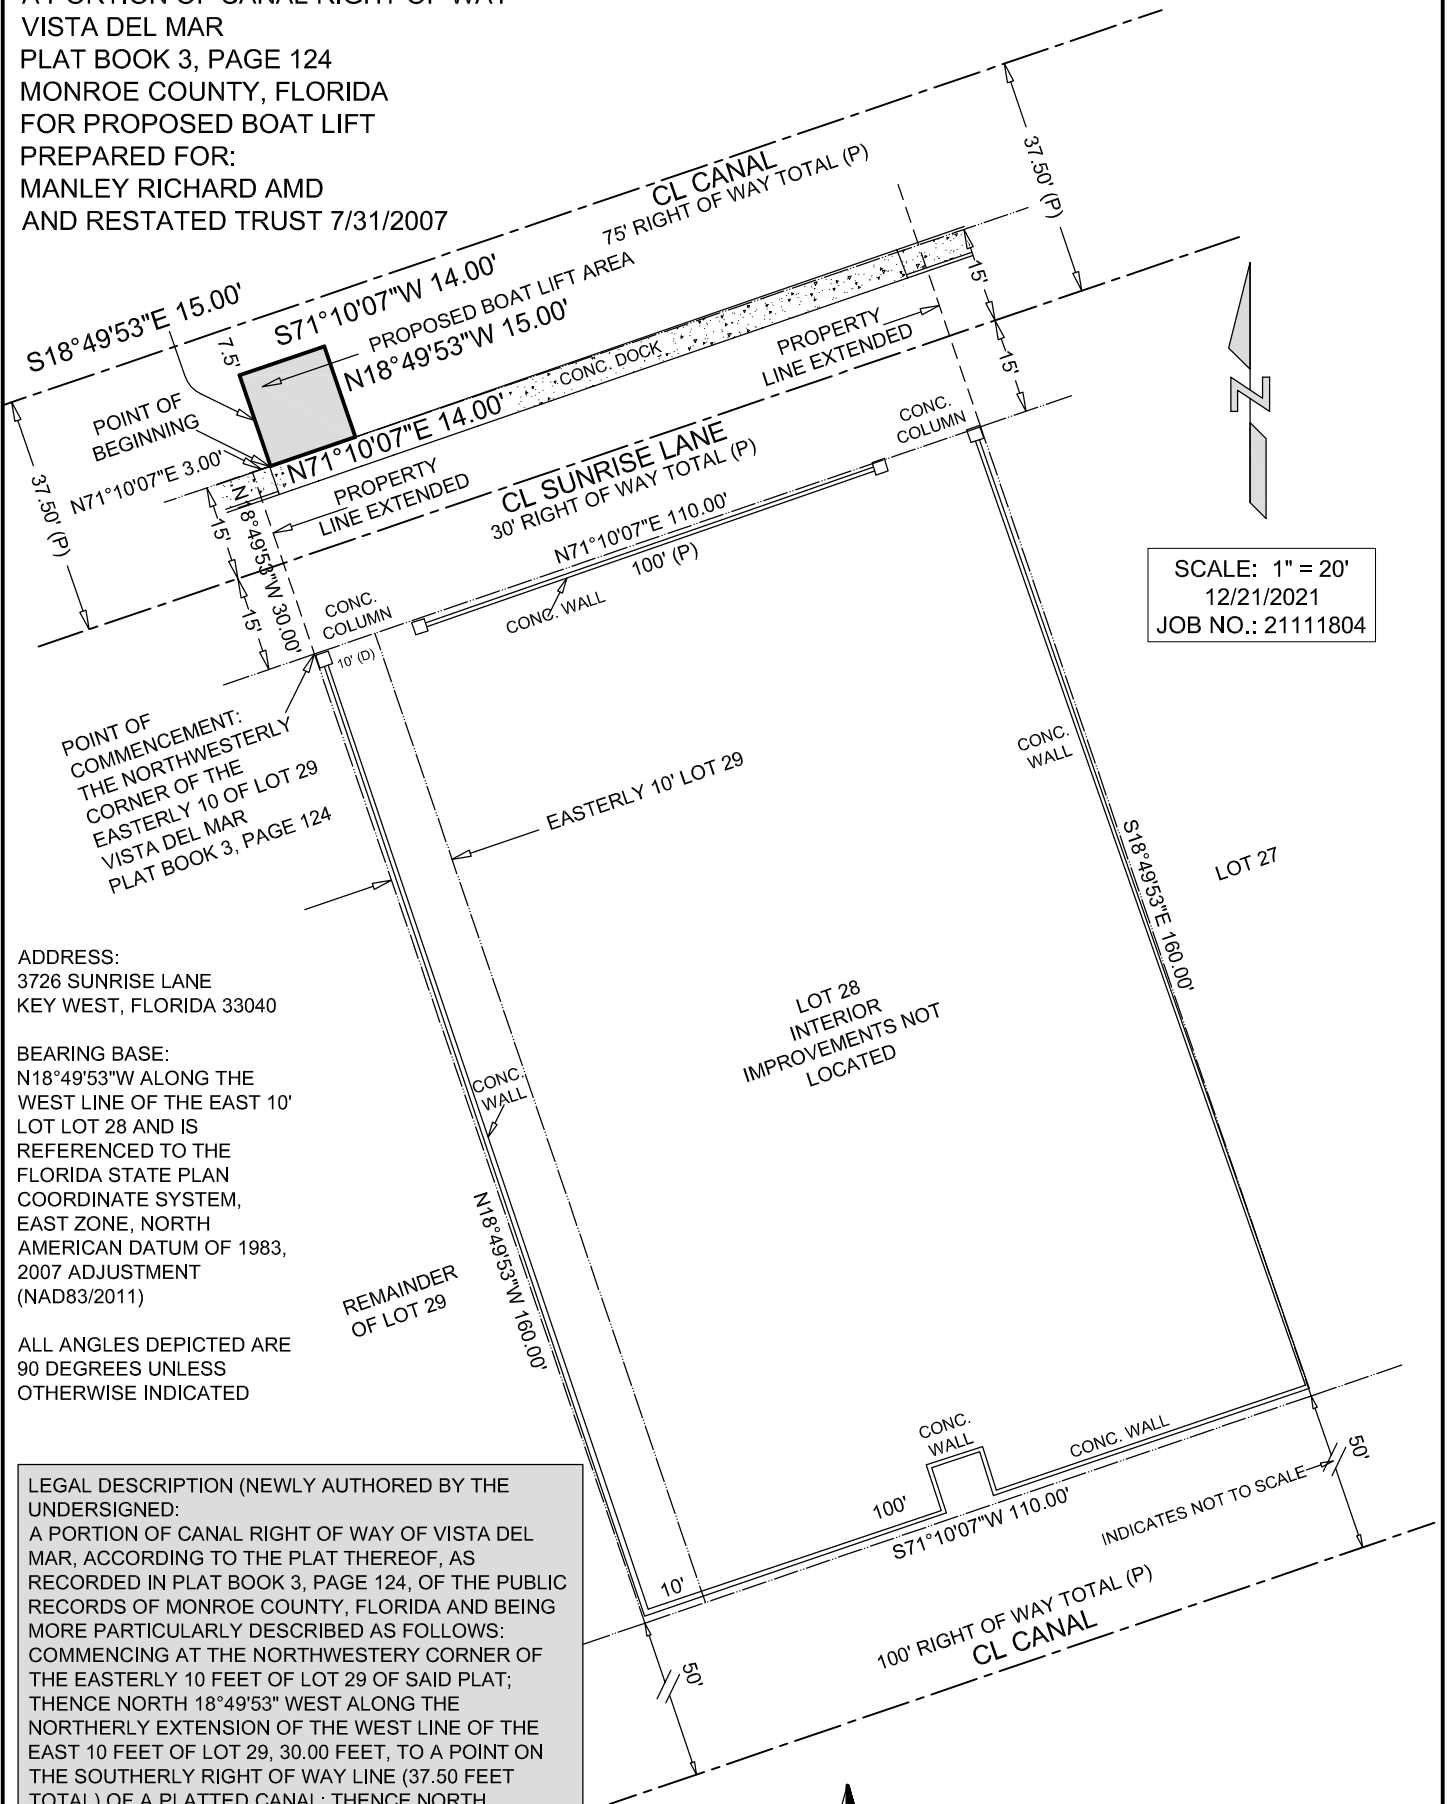 A PORTION OF CANAL RIGHT OF WAY
VISTA DEL MAR
PLAT BOOK 3, PAGE 124
MONROE COUNTY, FLORIDA
FOR PROPOSED BOAT LIFT
PREPARED FOR:
MANLEY RICHARD AMD
AND RESTATED TRUST 7/31/2007
CL CANAL
75' RIGHT OF WAY TOTAL (P)
37.50' (P)
S18°49'53"E 15.00'
7.5'
S71°10'07"W 14.00'
PROPOSED BOAT LIFT AREA
N18°49'53"W 15.00'
CONC. DOCK
PROPERTY
LINE EXTENDED
15'
15'
POINT OF
BEGINNING
N71°10'07"E 3.00'
N71°10'07"E 14.00'
PROPERTY
LINE EXTENDED
37.50' (P)
15'
15'
N18°49'53"W 30.00'
CL SUNRISE LANE
30' RIGHT OF WAY TOTAL (P)
N71°10'07"E 110.00'
100' (P)
CONC. WALL
CONC.
COLUMN
CONC.
COLUMN
10' (D)
Z
SCALE: 1" = 20'
12/21/2021
JOB NO.: 21111804
POINT OF
COMMENCEMENT:
THE NORTHWESTERLY
CORNER OF THE
EASTERLY 10 OF LOT 29
VISTA DEL MAR
PLAT BOOK 3, PAGE 124
EASTERLY 10' LOT 29
CONC.
WALL
S18°49'53"E 160.00'
LOT 27
ADDRESS:
3726 SUNRISE LANE
KEY WEST, FLORIDA 33040
BEARING BASE:
N18°49'53"W ALONG THE
WEST LINE OF THE EAST 10'
LOT LOT 28 AND IS
REFERENCED TO THE
FLORIDA STATE PLAN
COORDINATE SYSTEM,
EAST ZONE, NORTH
AMERICAN DATUM OF 1983,
2007 ADJUSTMENT
(NAD83/2011)
ALL ANGLES DEPICTED ARE
90 DEGREES UNLESS
OTHERWISE INDICATED
LOT 28
INTERIOR
IMPROVEMENTS NOT
LOCATED
CONC.
WALL
N18°49'53"W 160.00'
REMAINDER
OF LOT 29
CONC.
WALL
CONC. WALL
100'
S71°10'07"W 110.00'
10'
50'
50'
INDICATES NOT TO SCALE
100' RIGHT OF WAY TOTAL (P)
CL CANAL
LEGAL DESCRIPTION (NEWLY AUTHORED BY THE
UNDERSIGNED:
A PORTION OF CANAL RIGHT OF WAY OF VISTA DEL
MAR, ACCORDING TO THE PLAT THEREOF, AS
RECORDED IN PLAT BOOK 3, PAGE 124, OF THE PUBLIC
RECORDS OF MONROE COUNTY, FLORIDA AND BEING
MORE PARTICULARLY DESCRIBED AS FOLLOWS:
COMMENCING AT THE NORTHWESTERY CORNER OF
THE EASTERLY 10 FEET OF LOT 29 OF SAID PLAT;
THENCE NORTH 18°49'53" WEST ALONG THE
NORTHERLY EXTENSION OF THE WEST LINE OF THE
EAST 10 FEET OF LOT 29, 30.00 FEET, TO A POINT ON
THE SOUTHERLY RIGHT OF WAY LINE (37.50 FEET
TOTAL) OF A PLATTED CANAL; THENCE NORTH